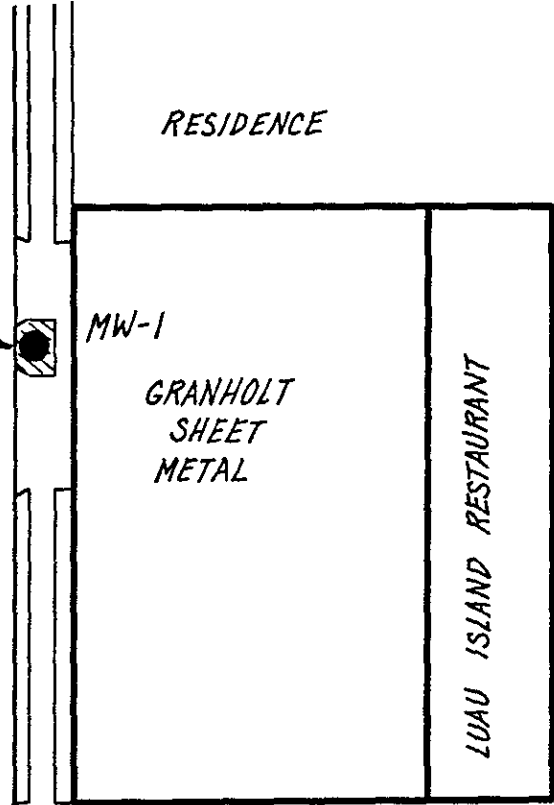 RESIDENCE
MW-1
GRANHOLT
SHEET
METAL
LUAU ISLAND RESTAURANT